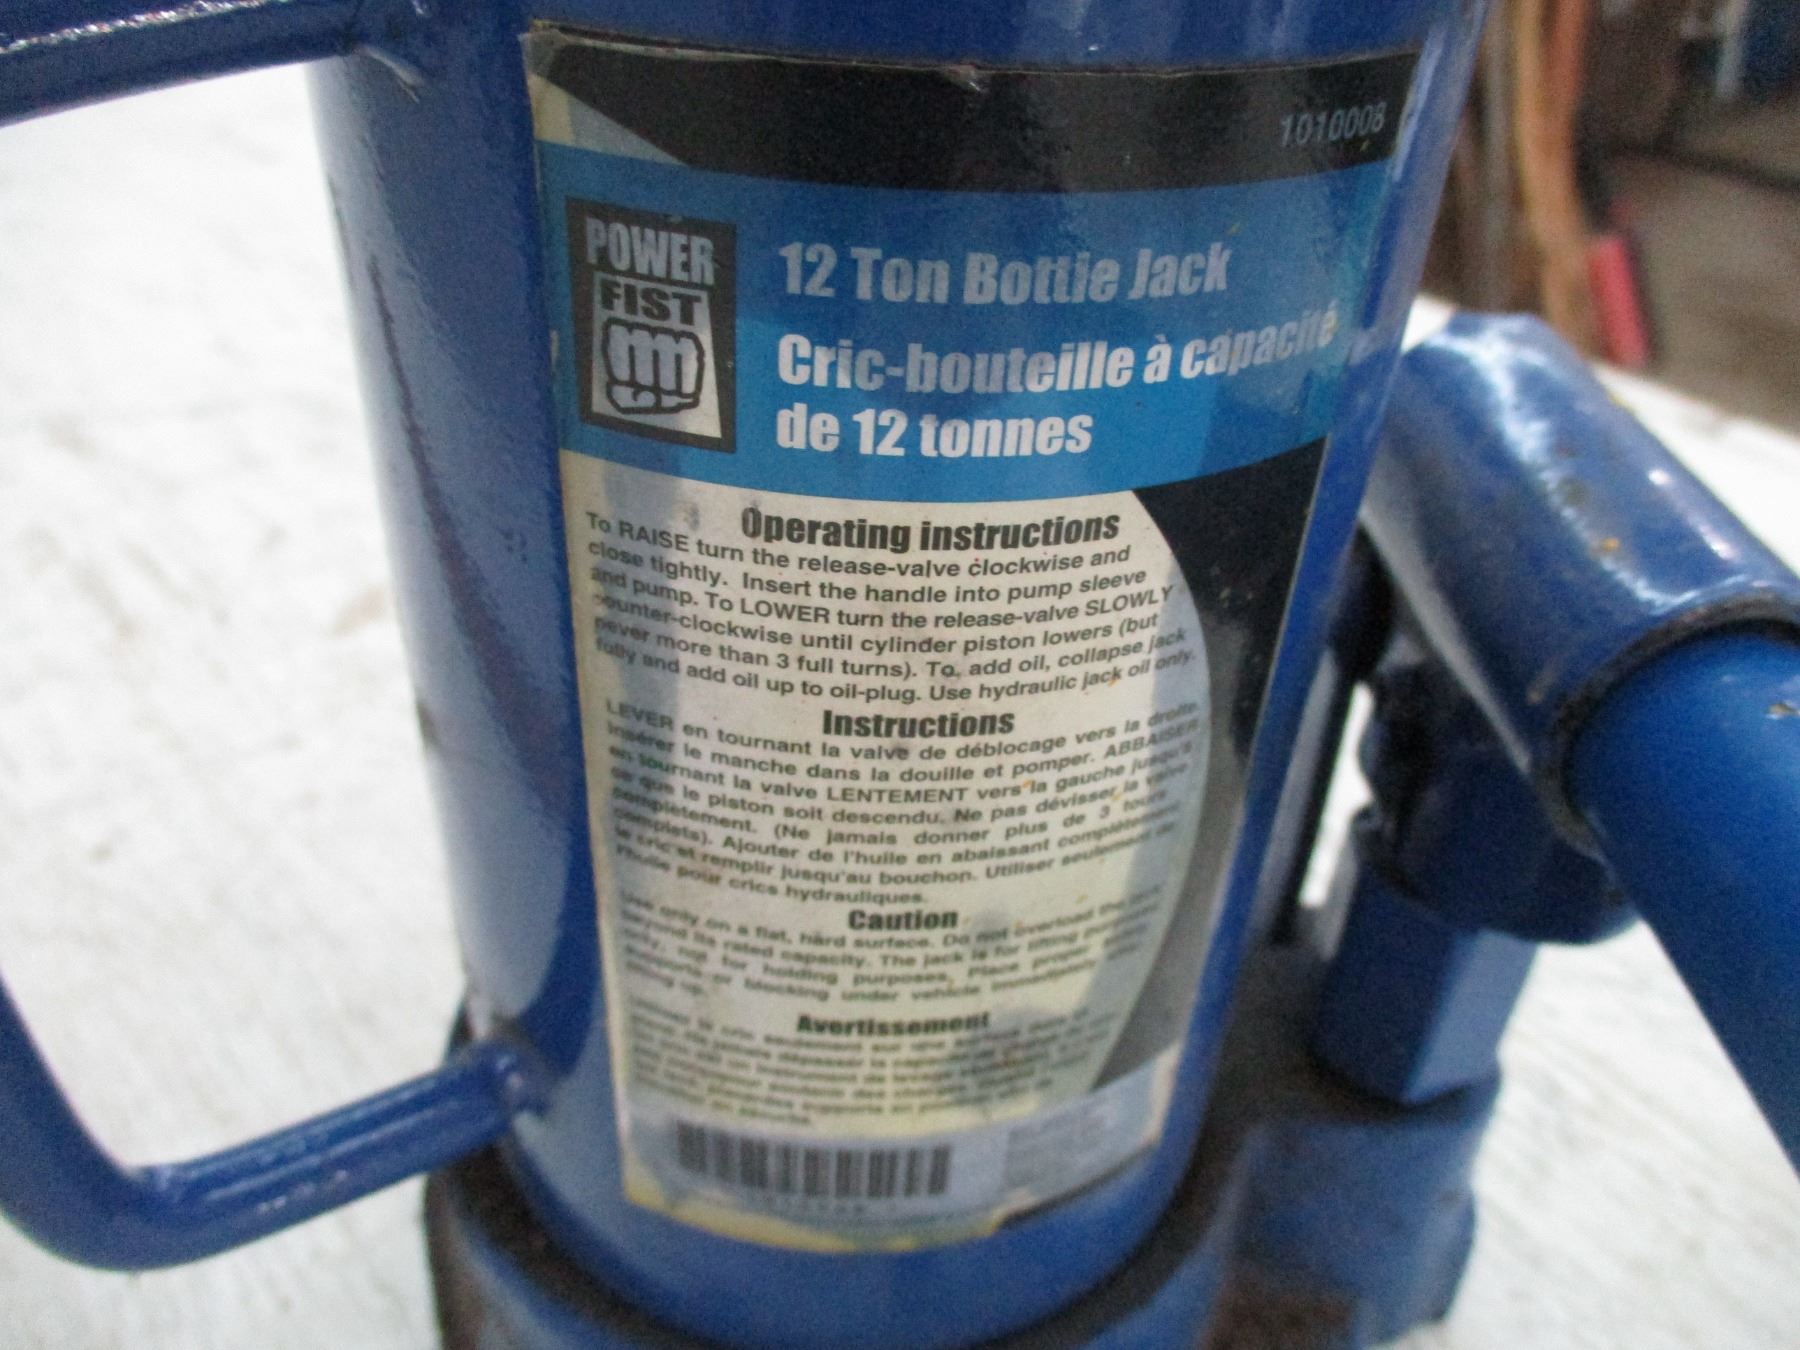 1010008
POWER
FIST
12 Ton Bottle Jack
Cric-bouteille à capacité
de 12 tonnes
Operating instructions
To RAISE turn the release-valve clockwise and
close tightly. Insert the handle into pump sleeve
and pump. To LOWER turn the release-valve SLOWLY
counter-clockwise until cylinder piston lowers (but
never more than 3 full turns). To add oil, collapse jack
fully and add oil up to oil-plug. Use hydraulic jack oil only.
Instructions
LEVER en tournant la valve de déblocage vers la droite.
Insérer le manche dans la douille et pomper. ABBAISER
en tournant la valve LENTEMENT vers la gauche jusqu'à
ce que le piston soit descendu. Ne pas dévisser la valve
complètement. (Ne jamais donner plus de 3 tours
complets). Ajouter de l'huile en abaissant complètement
le cric et remplir jusqu'au bouchon. Utiliser seulement de
l'huile pour crics hydrauliques.
Caution
Use only on a flat, hard surface. Do not overload the jack
beyond its rated capacity. The jack is for lifting purposes
only, not for holding purposes. Place proper
supports or blocking under vehicle immediately
Avertissement